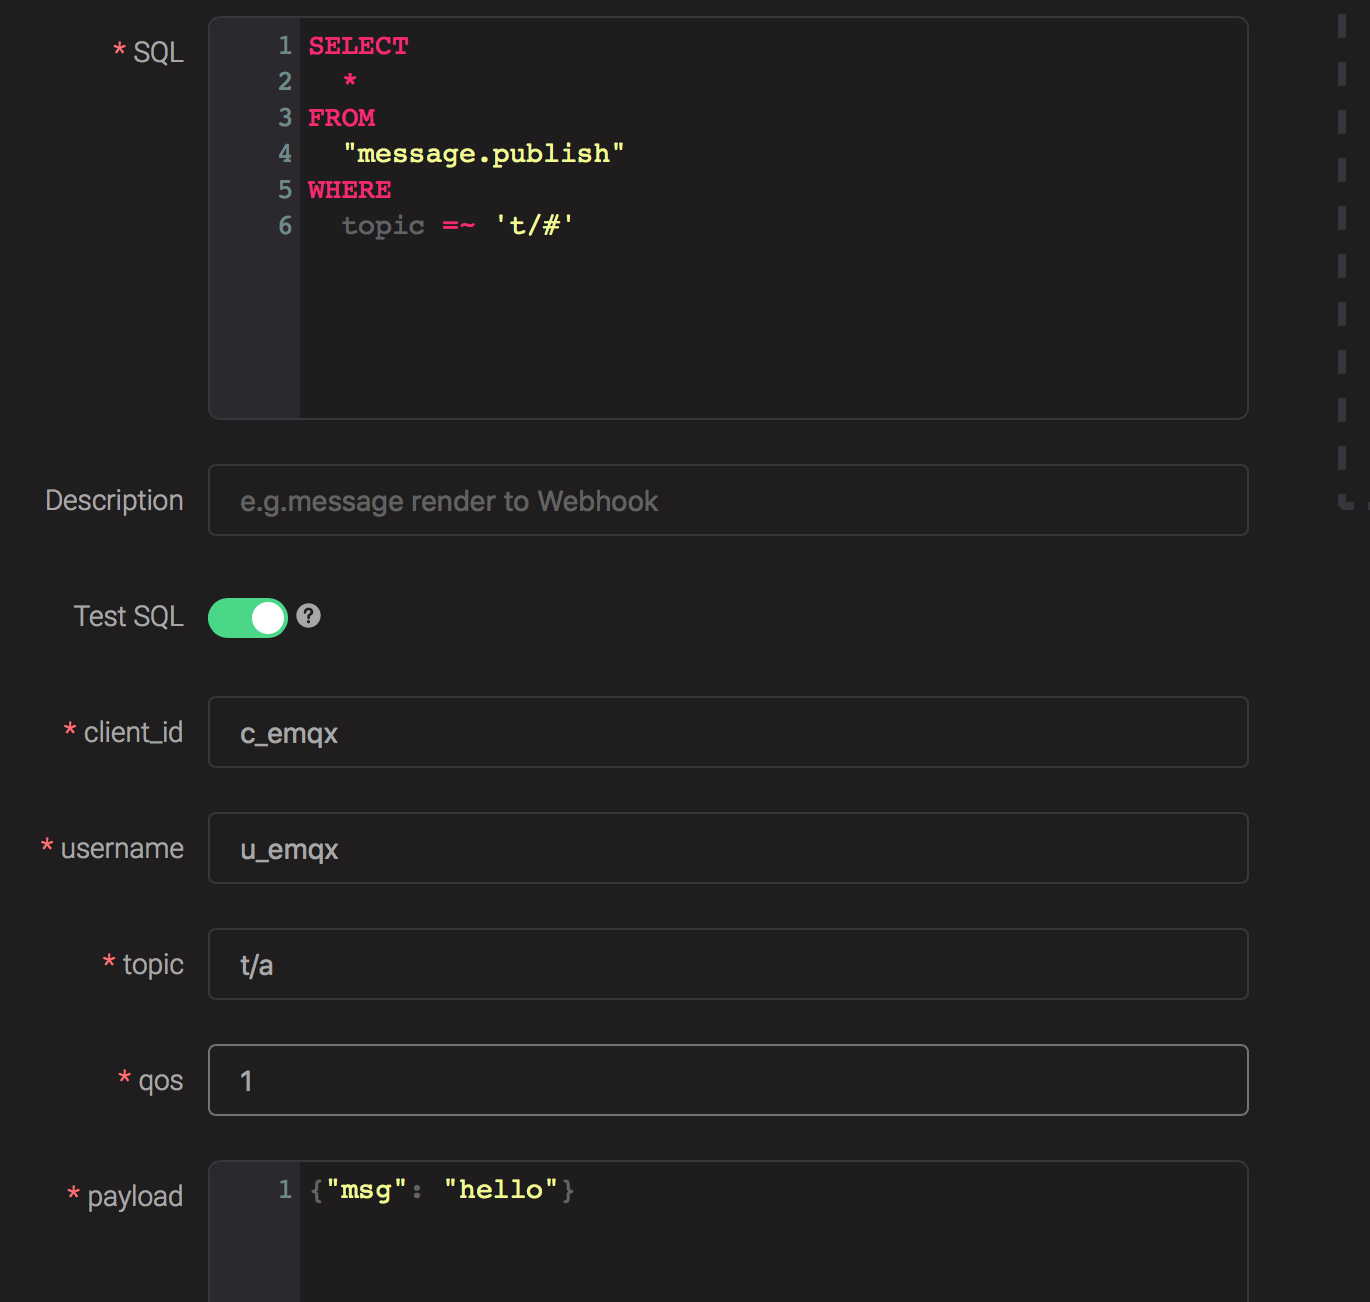 * SQL
1 SELECT
2 *
3 FROM
4 "message.publish"
5 WHERE
6 topic =~ 't/#'
Description e.g.message render to Webhook
Test SQL ?
* client_id c_emqx
* username u_emqx
* topic t/a
* qos 1
* payload 1 {"msg": "hello"}